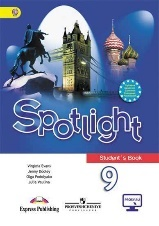 Spotlight
Student's Book
Virginia Evans
Jenny Dooley
Olga Podolyako
Julia Vaulina
9
Express Publishing
ПРОСВЕЩЕНИЕ